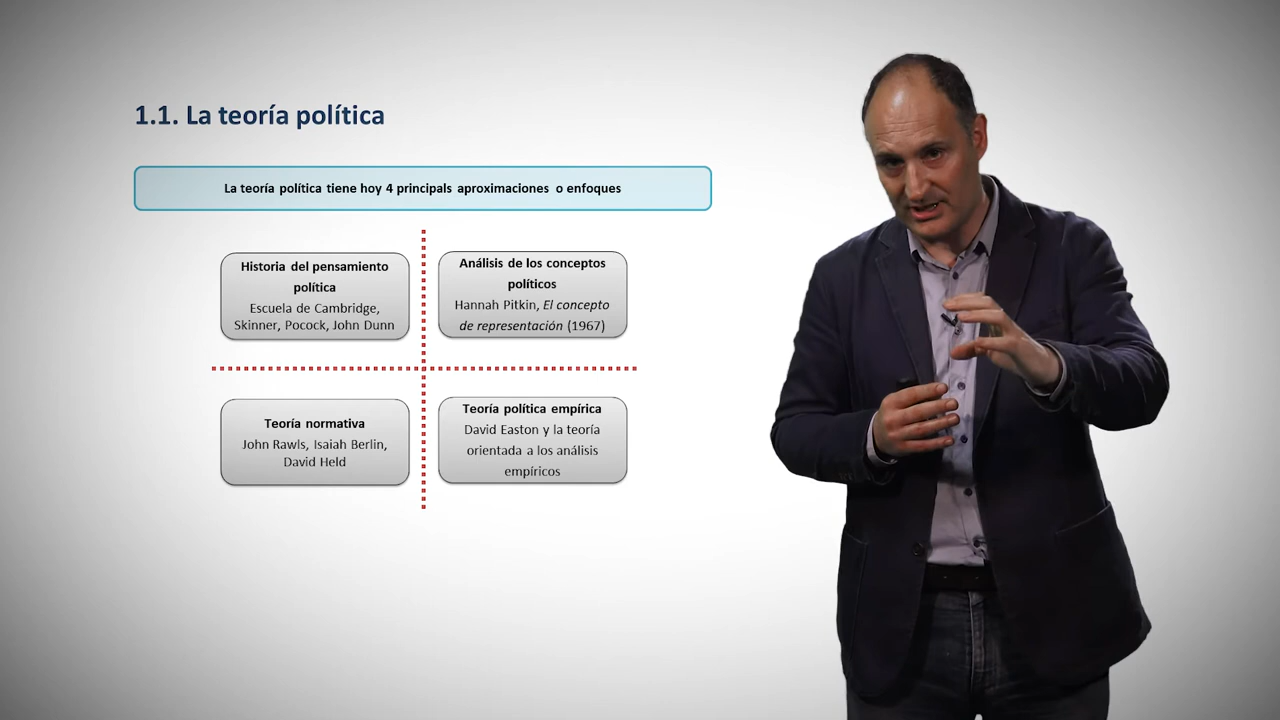 1.1. La teoría política
La teoría política tiene hoy 4 principals aproximaciones o enfoques
Historia del pensamiento
política
Escuela de Cambridge,
Skinner, Pocock, John Dunn
Análisis de los conceptos
políticos
Hannah Pitkin, El concepto
de representación (1967)
Teoría normativa
John Rawls, Isaiah Berlin,
David Held
Teoría política empírica
David Easton y la teoría
orientada a los análisis
empíricos